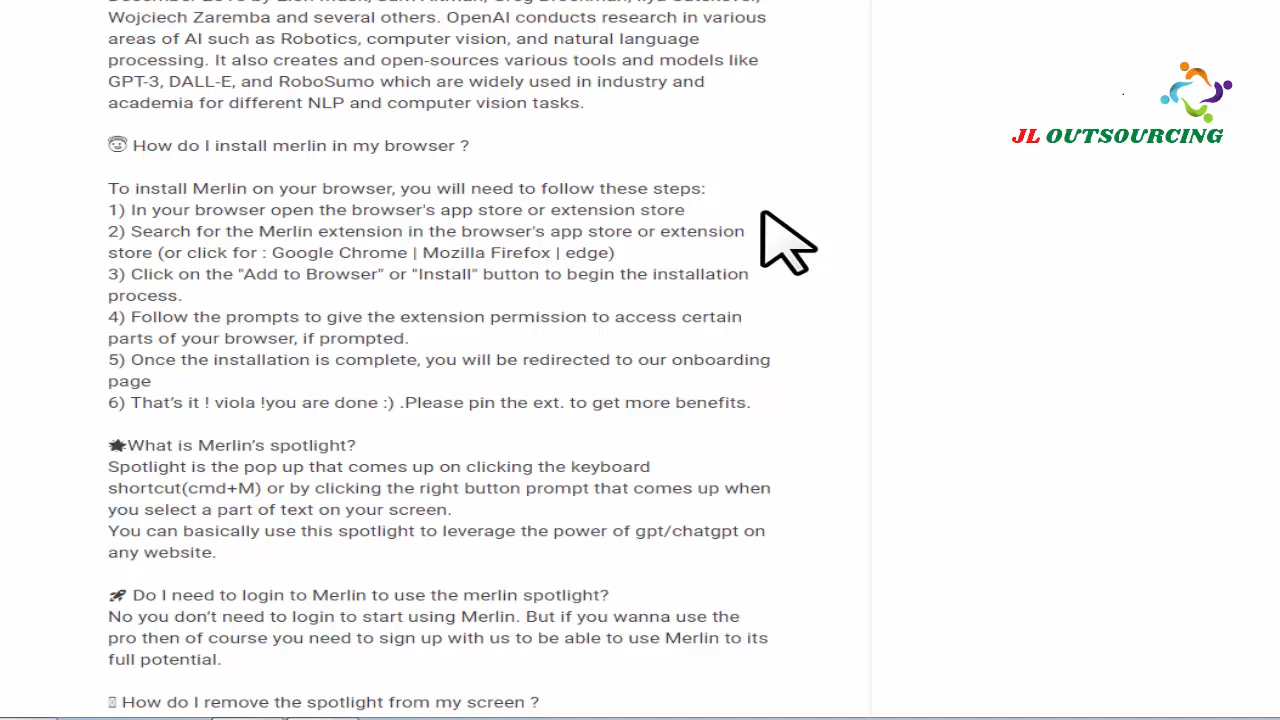 Wojciech Zaremba and several others. OpenAI conducts research in various
areas of AI such as Robotics, computer vision, and natural language
processing. It also creates and open-sources various tools and models like
GPT-3, DALL-E, and RoboSumo which are widely used in industry and
academia for different NLP and computer vision tasks.
JL OUTSOURCING
How do I install merlin in my browser ?
To install Merlin on your browser, you will need to follow these steps:
1) In your browser open the browser's app store or extension store
2) Search for the Merlin extension in the browser's app store or extension
store (or click for : Google Chrome | Mozilla Firefox | edge)
3) Click on the "Add to Browser" or "Install" button to begin the installation
process.
4) Follow the prompts to give the extension permission to access certain
parts of your browser, if prompted.
5) Once the installation is complete, you will be redirected to our onboarding
page
6) That’s it ! viola !you are done :) .Please pin the ext. to get more benefits.
What is Merlin’s spotlight?
Spotlight is the pop up that comes up on clicking the keyboard
shortcut(cmd+M) or by clicking the right button prompt that comes up when
you select a part of text on your screen.
You can basically use this spotlight to leverage the power of gpt/chatgpt on
any website.
Do I need to login to Merlin to use the merlin spotlight?
No you don’t need to login to start using Merlin. But if you wanna use the
pro then of course you need to sign up with us to be able to use Merlin to its
full potential.
How do I remove the spotlight from my screen ?